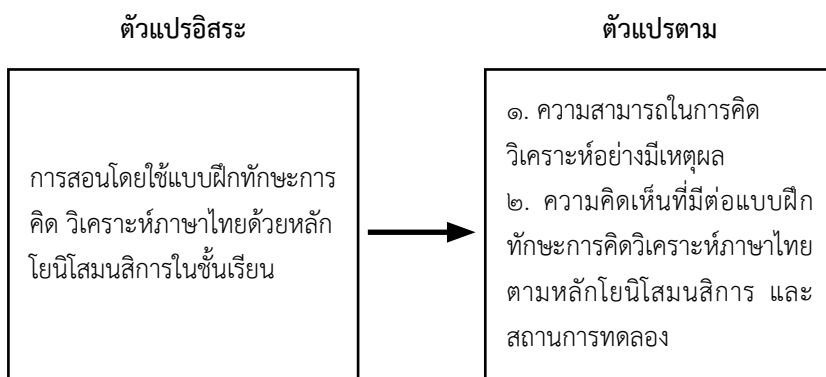 ตัวแปรอิสระ
การสอนโดยใช้แบบฝึกทักษะการ
คิด วิเคราะห์ภาษาไทยด้วยหลัก
โยนิโสมนสิการในชั้นเรียน
ตัวแปรตาม
๑. ความสามารถในการคิด
วิเคราะห์อย่างมีเหตุผล
๒. ความคิดเห็นที่มีต่อแบบฝึก
ทักษะการคิดวิเคราะห์ภาษาไทย
ตามหลักโยนิโสมนสิการ และ
สถานการทดลอง